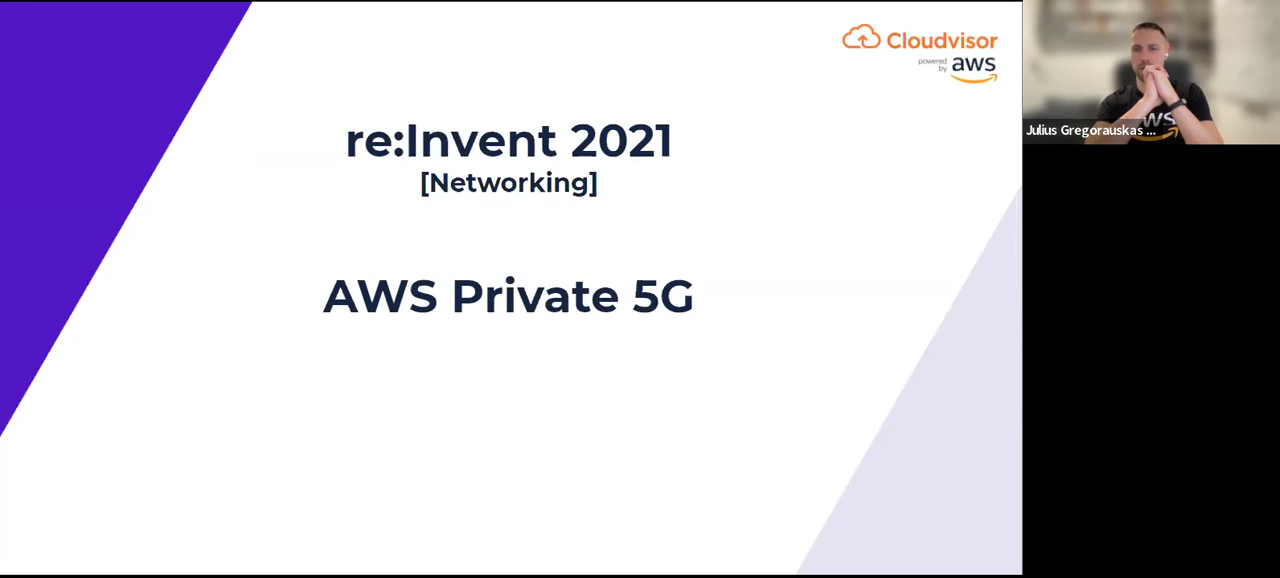 Cloudvisor
powered
by
aws
re:Invent 2021
[Networking]
AWS Private 5G
Julius Gregorauskas ...